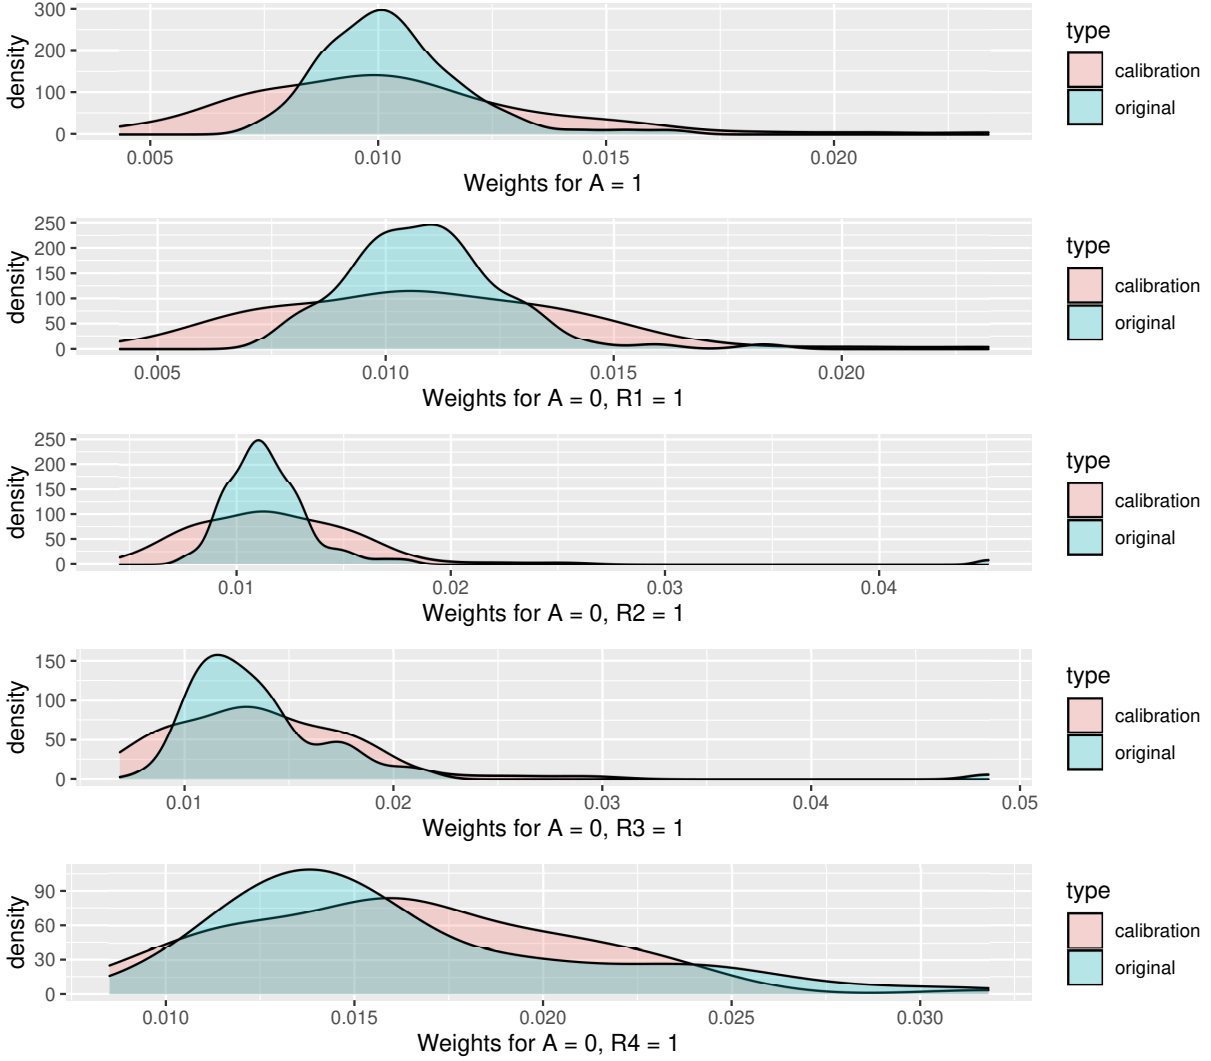 300
200
100
0
density
0.005 0.010 0.015 0.020
Weights for A = 1
type
calibration
original
250
200
150
100
50
0
density
0.005 0.010 0.015 0.020
Weights for A = 0, R1 = 1
type
calibration
original
250
200
150
100
50
0
density
0.01 0.02 0.03 0.04
Weights for A = 0, R2 = 1
type
calibration
original
150
100
50
0
density
0.01 0.02 0.03 0.04 0.05
Weights for A = 0, R3 = 1
type
calibration
original
90
60
30
0
density
0.010 0.015 0.020 0.025 0.030
Weights for A = 0, R4 = 1
type
calibration
original